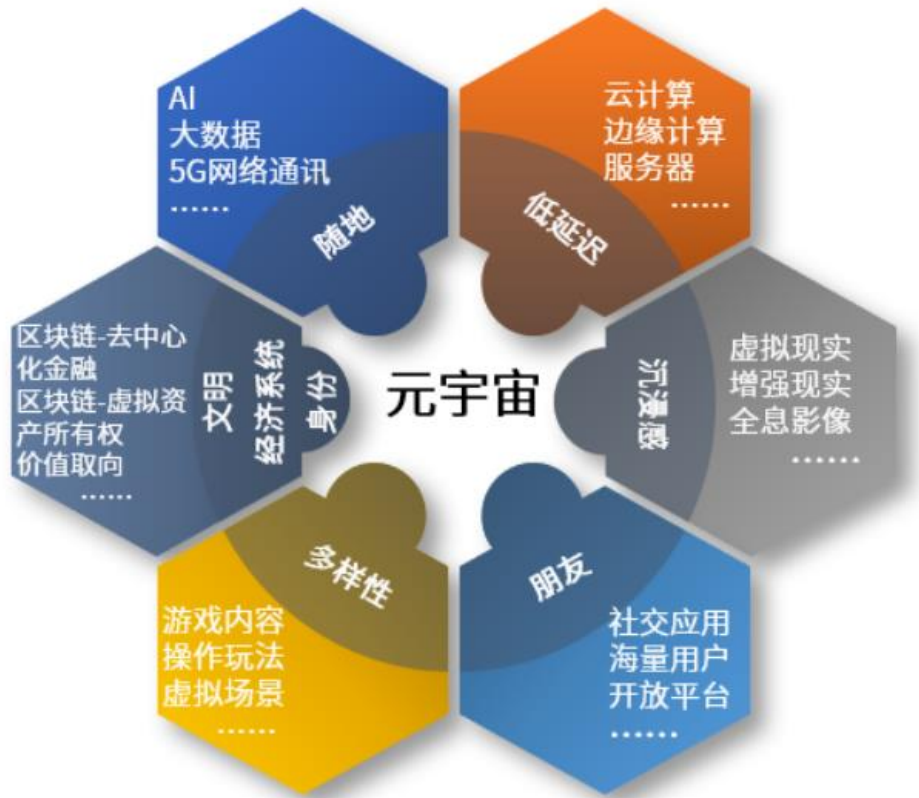 AI
大数据
5G网络通讯
……
随地
云计算
边缘计算
服务器
……
低延迟
区块链-去中心
化金融
区块链-虚拟资
产所有权
价值取向
……
文明
经济系统
身份
元宇宙
沉浸感
虚拟现实
增强现实
全息影像
……
多样性
游戏内容
操作玩法
虚拟场景
……
朋友
社交应用
海量用户
开放平台
……